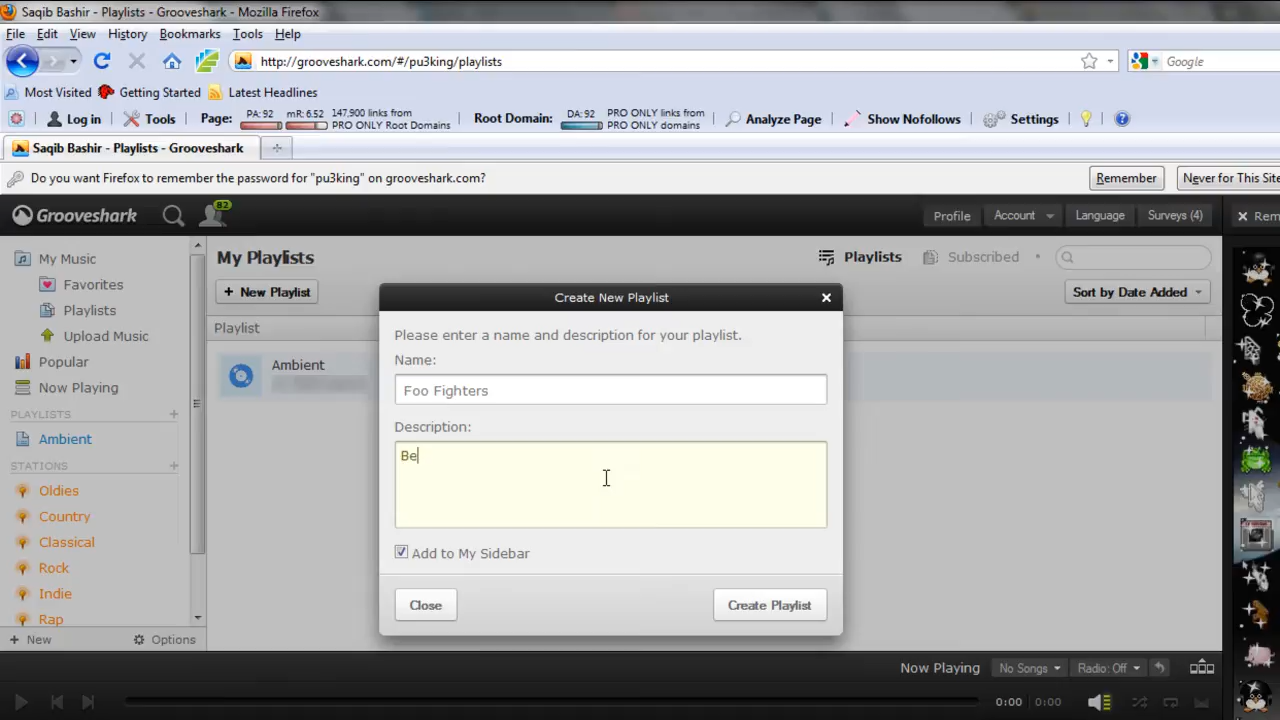 Saqib Bashir - Playlists - Grooveshark - Mozilla Firefox
File Edit View History Bookmarks Tools Help
http://grooveshark.com/#/pu3king/playlists
Google
Most Visited Getting Started Latest Headlines
Log in Tools Page: PA: 92 mR: 6.52 147,900 links from PRO ONLY Root Domains Root Domain: DA: 92 PRO ONLY links from PRO ONLY domains Analyze Page Show Nofollows Settings
Saqib Bashir - Playlists - Grooveshark
Do you want Firefox to remember the password for "pu3king" on grooveshark.com? Remember Never for This Site
Grooveshark 82 Profile Account Language Surveys (4) Rem
My Music
Favorites
Playlists
Upload Music
Popular
Now Playing
PLAYLISTS
Ambient
STATIONS
Oldies
Country
Classical
Rock
Indie
Rap
+ New Options
My Playlists Playlists Subscribed
+ New Playlist Sort by Date Added
Playlist
Ambient
Create New Playlist
Please enter a name and description for your playlist.
Name:
Foo Fighters
Description:
Be
Add to My Sidebar
Close Create Playlist
Now Playing No Songs Radio: Off
0:00 0:00